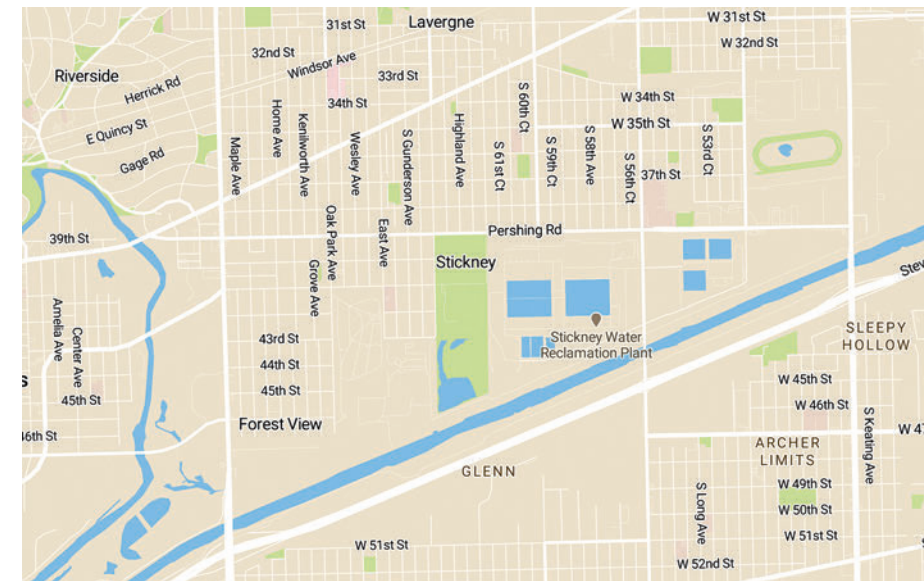 31st St
Lavergne
W 31st St
32nd St
W 32nd St
Windsor Ave
Riverside
33rd St
Herrick Rd
34th St
W 34th St
E Quincy St
Home Ave
Kenilworth Ave
Wesley Ave
S Gunderson Ave
Highland Ave
S 61st Ct
S 60th Ct
S 59th Ct
S 58th Ave
W 35th St
S 56th Ct
S 53rd Ct
Gage Rd
Maple Ave
37th St
39th St
Oak Park Ave
East Ave
Pershing Rd
Stickney
Grove Ave
Amelia Ave
Center Ave
43rd St
Stickney Water
Reclamation Plant
SLEEPY
HOLLOW
44th St
45th St
45th St
W 45th St
W 46th St
Forest View
46th St
S Keating Ave
W 47
ARCHER
LIMITS
GLENN
S Long Ave
W 49th St
W 50th St
W 51st St
W 51st St
W 52nd St
Stev
s